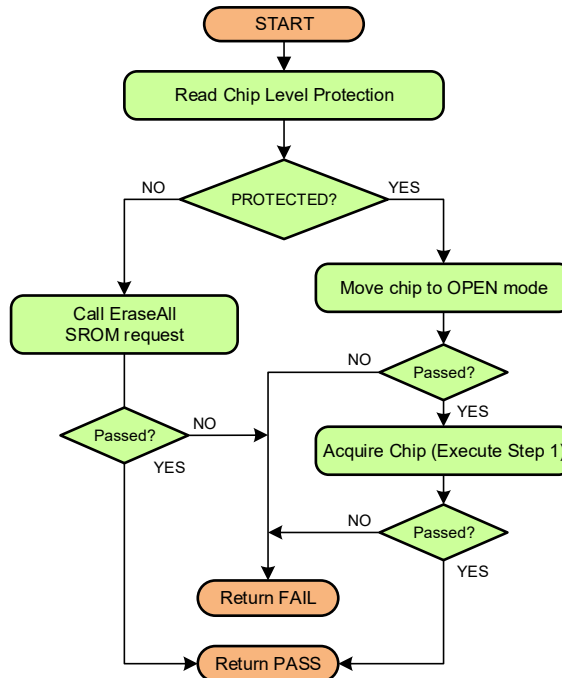 START
Read Chip Level Protection
NO
PROTECTED?
YES
Move chip to OPEN mode
Call EraseAll
SROM request
NO
Passed?
YES
Passed?
NO
YES
Acquire Chip (Execute Step 1)
NO
Passed?
YES
Return FAIL
Return PASS